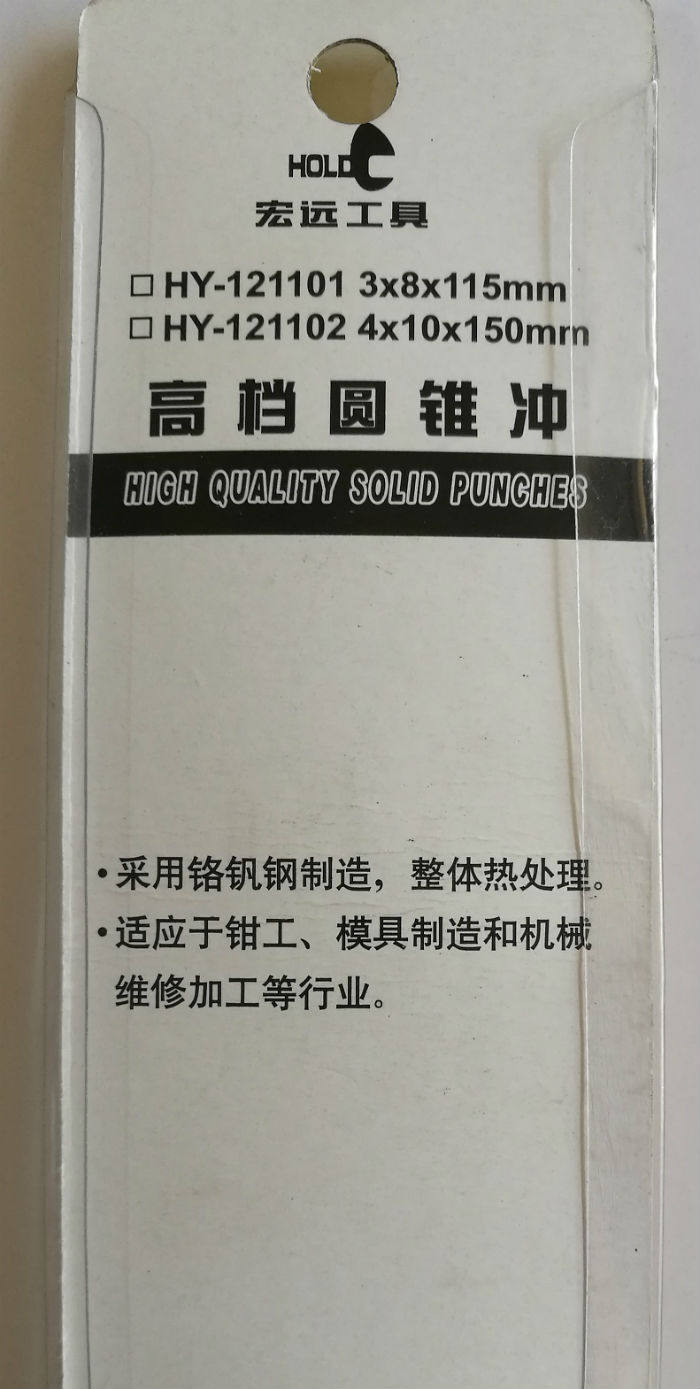 HOLD
宏远工具
□ HY-121101 3x8x115mm
□ HY-121102 4x10x150mm
高档圆锥冲
HIGH QUALITY SOLID PUNCHES
•采用铬钒钢制造，整体热处理。
•适应于钳工、模具制造和机械
维修加工等行业。